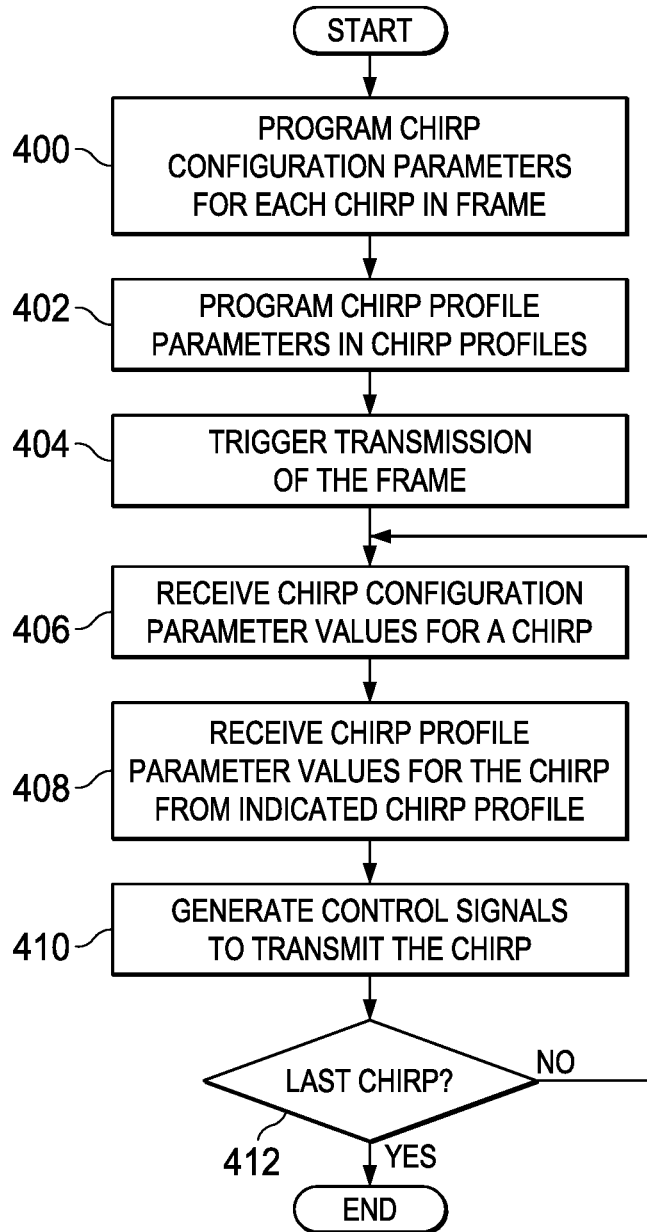 START
400
PROGRAM CHIRP
CONFIGURATION PARAMETERS
FOR EACH CHIRP IN FRAME
402
PROGRAM CHIRP PROFILE
PARAMETERS IN CHIRP PROFILES
404
TRIGGER TRANSMISSION
OF THE FRAME
406
RECEIVE CHIRP CONFIGURATION
PARAMETER VALUES FOR A CHIRP
408
RECEIVE CHIRP PROFILE
PARAMETER VALUES FOR THE CHIRP
FROM INDICATED CHIRP PROFILE
410
GENERATE CONTROL SIGNALS
TO TRANSMIT THE CHIRP
LAST CHIRP?
NO
412
YES
END